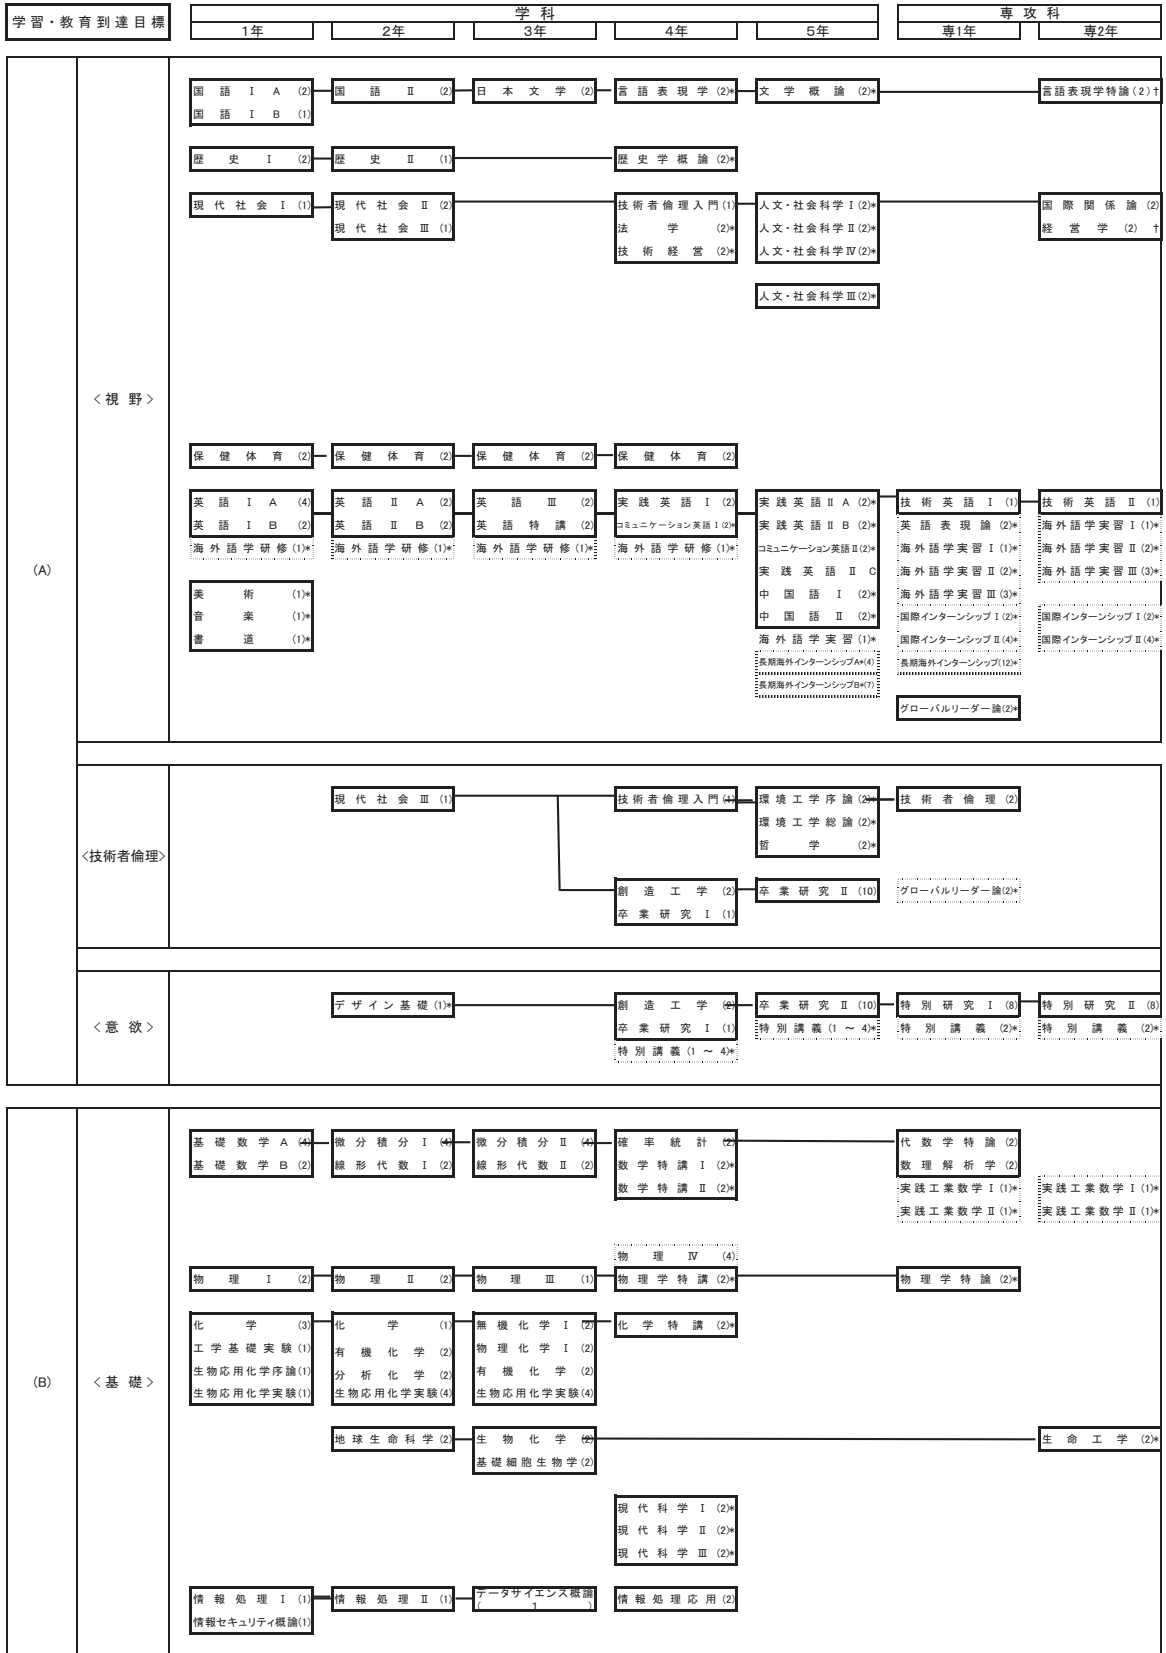 学習・教育到達目標 学科 専攻科
1年 2年 3年 4年 5年 専1年 専2年
国語ⅠA (2) 国語Ⅱ (2) 日本文学 (2) 言語表現学 (2)* 文学概論 (2)* 言語表現学特論(2)†
国語ⅠB (1)
歴史Ⅰ (2) 歴史Ⅱ (1) 歴史学概論 (2)*
現代社会Ⅰ (1) 現代社会Ⅱ (2) 技術者倫理入門(1) 人文・社会科学Ⅰ(2)* 国際関係論 (2)
現代社会Ⅲ (1) 法学 (2)* 人文・社会科学Ⅱ(2)* 経営学 (2) †
技術経営 (2)* 人文・社会科学Ⅳ(2)*
人文・社会科学Ⅲ(2)*
<視野>
保健体育 (2) 保健体育 (2) 保健体育 (2) 保健体育 (2)
英語ⅠA (4) 英語ⅡA (2) 英語Ⅲ (2) 実践英語Ⅰ (2) 実践英語ⅡA (2)* 技術英語Ⅰ (1) 技術英語Ⅱ (1)
英語ⅠB (2) 英語ⅡB (2) 英語特講 (2) コミュニケーション英語Ⅰ(2)* 実践英語ⅡB (2)* 英語表現論 (2)* 海外語学実習Ⅰ(1)*
海外語学研修(1)* 海外語学研修(1)* 海外語学研修(1)* 海外語学研修(1)* コミュニケーション英語Ⅱ(2)* 海外語学実習Ⅰ(1)* 海外語学実習Ⅱ(2)*
(A) 実践英語ⅡC 海外語学実習Ⅱ(2)* 海外語学実習Ⅲ(3)*
美術 (1)* 中国語Ⅰ (2)* 海外語学実習Ⅲ(3)*
音楽 (1)* 中国語Ⅱ (2)* 国際インターンシップⅠ(2)* 国際インターンシップⅠ(2)*
書道 (1)* 海外語学実習(1)* 国際インターンシップⅡ(4)* 国際インターンシップⅡ(4)*
長期海外インターンシップA*(4) 長期海外インターンシップ(12)*
長期海外インターンシップB*(7)
グローバルリーダー論(2)*
現代社会Ⅲ (1) 技術者倫理入門(1) 環境工学序論(2)* 技術者倫理 (2)
環境工学総論(2)*
<技術者倫理> 哲学 (2)*
創造工学 (2) 卒業研究Ⅱ (10) グローバルリーダー論(2)*
卒業研究Ⅰ (1)
デザイン基礎(1)* 創造工学 (2) 卒業研究Ⅱ (10) 特別研究Ⅰ (8) 特別研究Ⅱ (8)
<意欲> 卒業研究Ⅰ (1) 特別講義(1 ～ 4)* 特別講義 (2)* 特別講義 (2)*
特別講義(1 ～ 4)*
基礎数学A (4) 微分積分Ⅰ (4) 微分積分Ⅱ (4) 確率統計 (2) 代数学特論 (2)
基礎数学B (2) 線形代数Ⅰ (2) 線形代数Ⅱ (2) 数学特講Ⅰ (2)* 数理解析学 (2)
数学特講Ⅱ (2)* 実践工業数学Ⅰ(1)* 実践工業数学Ⅰ(1)*
実践工業数学Ⅱ(1)* 実践工業数学Ⅱ(1)*
物理Ⅳ (4)
物理Ⅰ (2) 物理Ⅱ (2) 物理Ⅲ (1) 物理学特講 (2)* 物理学特論 (2)*
化学 (3) 化学 (1) 無機化学Ⅰ (2) 化学特講 (2)*
工学基礎実験(1) 有機化学 (2) 物理化学Ⅰ (2)
生物応用化学序論(1) 分析化学 (2) 有機化学 (2)
(B) <基礎> 生物応用化学実験(1) 生物応用化学実験(4) 生物応用化学実験(4)
地球生命科学(2) 生物化学 (2) 生命工学 (2)*
基礎細胞生物学(2)
現代科学Ⅰ (2)*
現代科学Ⅱ (2)*
現代科学Ⅲ (2)*
情報処理Ⅰ (1) 情報処理Ⅱ (1) データサイエンス概論 (1) 情報処理応用(2)
情報セキュリティ概論(1)